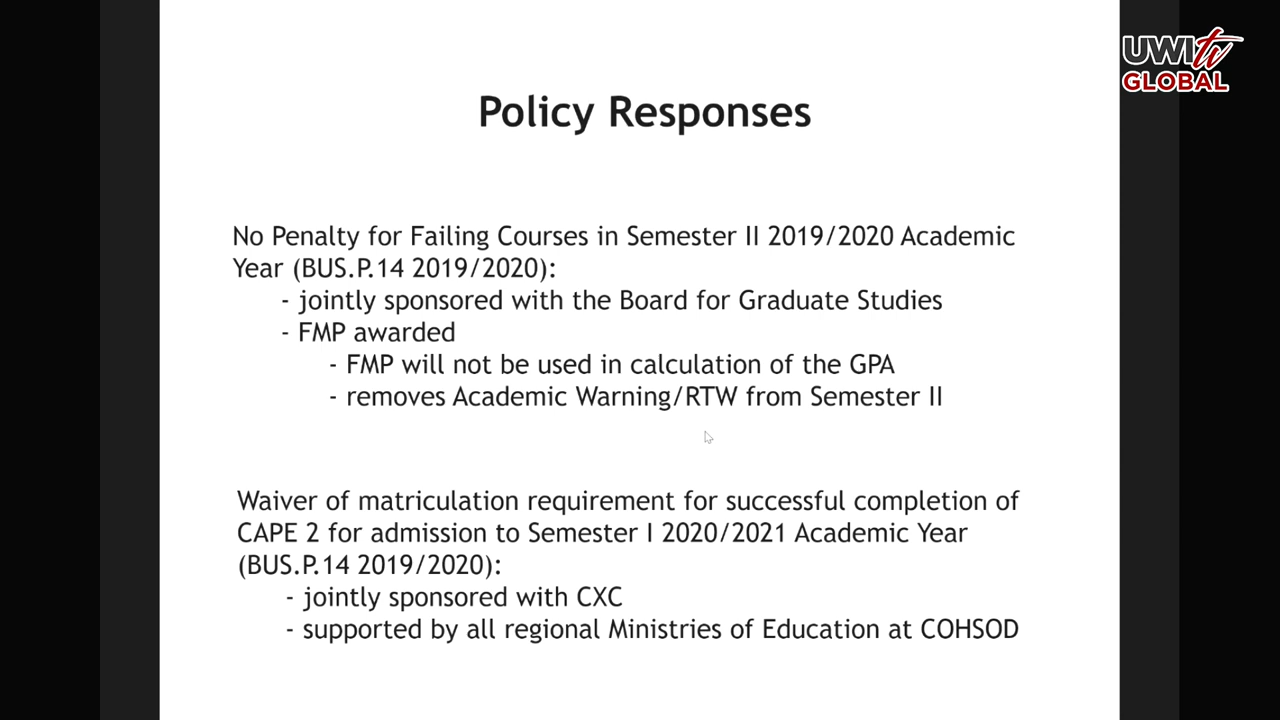 UWItv
GLOBAL
Policy Responses
No Penalty for Failing Courses in Semester II 2019/2020 Academic
Year (BUS.P.14 2019/2020):
- jointly sponsored with the Board for Graduate Studies
- FMP awarded
- FMP will not be used in calculation of the GPA
- removes Academic Warning/RTW from Semester II
Waiver of matriculation requirement for successful completion of
CAPE 2 for admission to Semester I 2020/2021 Academic Year
(BUS.P.14 2019/2020):
- jointly sponsored with CXC
- supported by all regional Ministries of Education at COHSOD